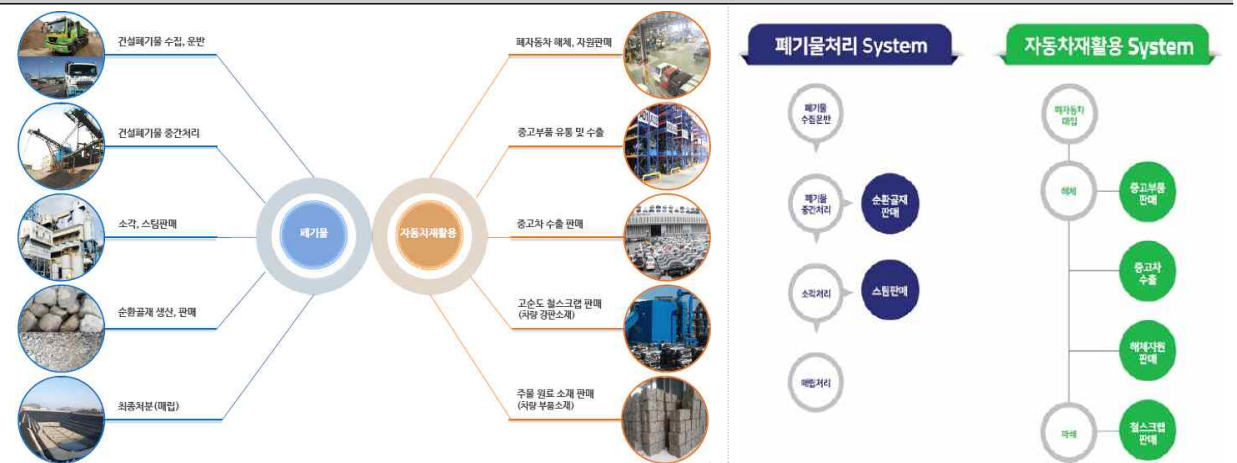 건설폐기물 수집, 운반
건설폐기물 중간처리
소각, 스팀판매
순환골재 생산, 판매
최종처분(매립)
폐기물
자동차재활용
폐자동차 해체, 자원판매
중고부품 유통 및 수출
중고차 수출 판매
고순도 철스크랩 판매
(차량 강판소재)
주물 원료 소재 판매
(차량 부품소재)
폐기물처리 System
폐기물
수집운반
폐기물
중간처리
순환골재
판매
소각처리
스팀판매
매립처리
자동차재활용 System
폐자동차
매입
해체
중고부품
판매
중고차
수출
해체자원
판매
파쇄
철스크랩
판매